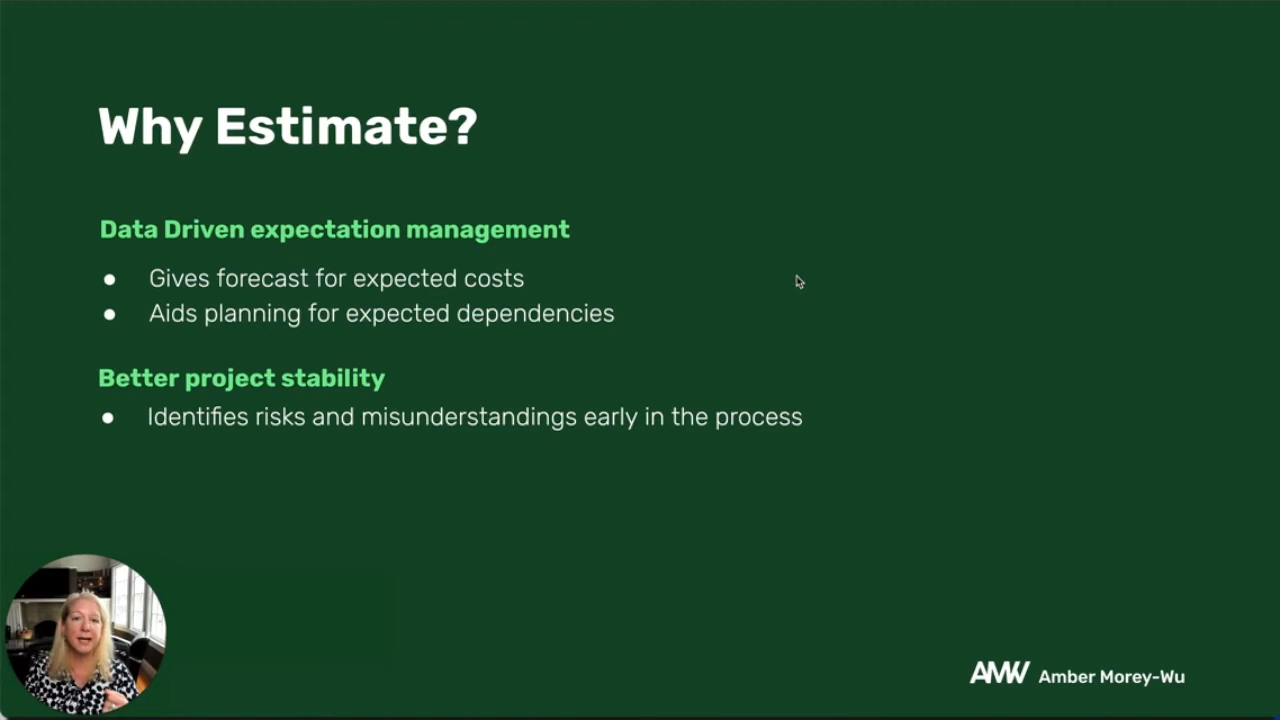 Why Estimate?
Data Driven expectation management
● Gives forecast for expected costs
● Aids planning for expected dependencies
Better project stability
● Identifies risks and misunderstandings early in the process
AMW Amber Morey-Wu